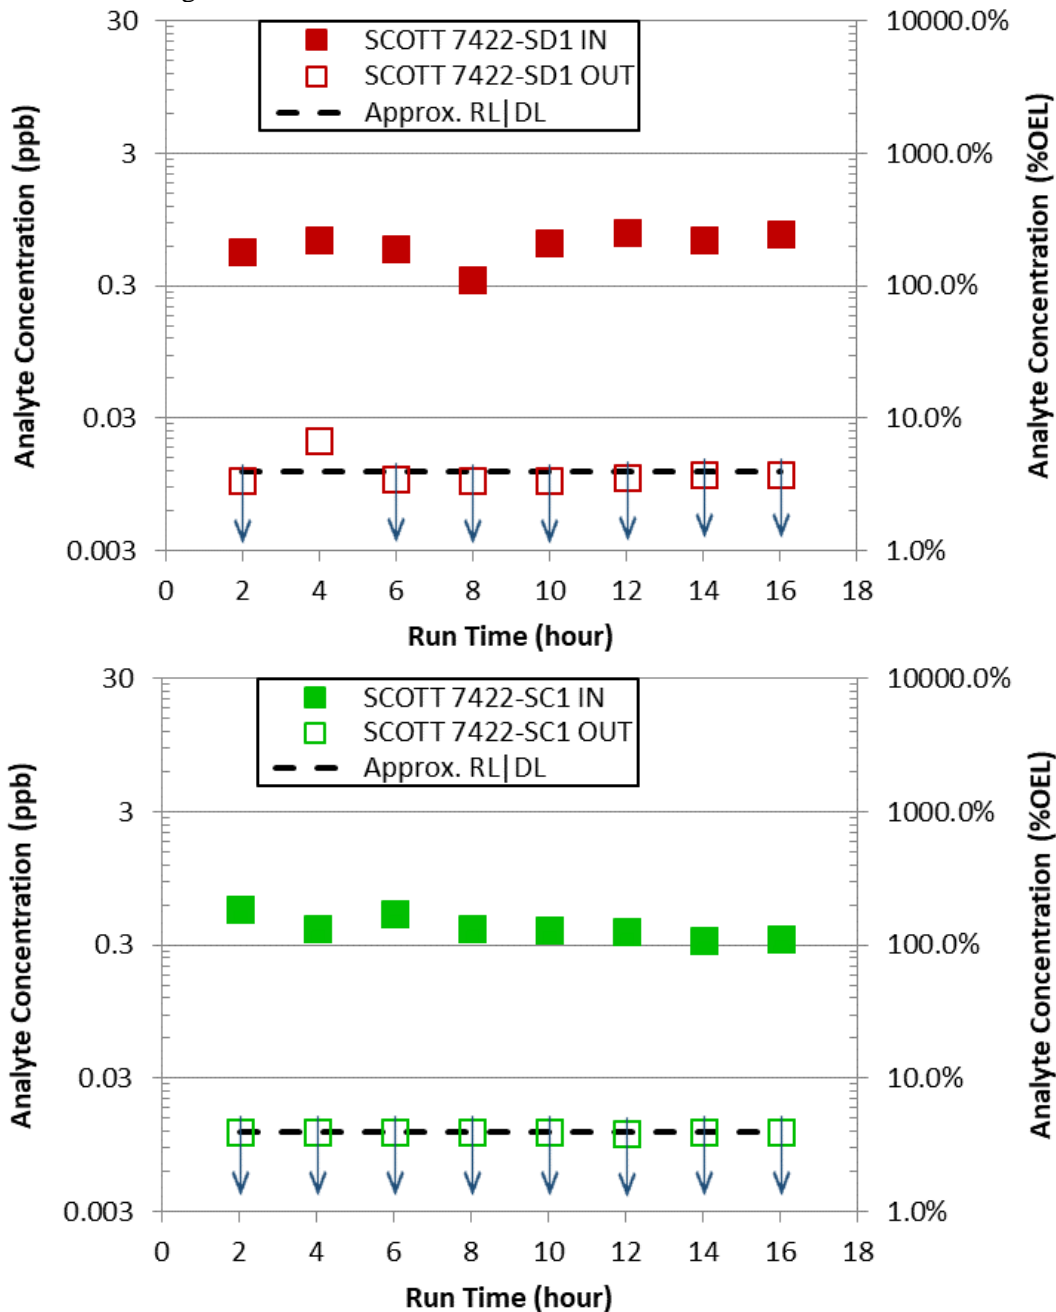 30
3
0.3
0.03
0.003
Analyte Concentration (ppb)
SCOTT 7422-SD1 IN
SCOTT 7422-SD1 OUT
Approx. RL|DL
10000.0%
1000.0%
100.0%
10.0%
1.0%
Analyte Concentration (%OEL)
0 2 4 6 8 10 12 14 16 18
Run Time (hour)
30
3
0.3
0.03
0.003
Analyte Concentration (ppb)
SCOTT 7422-SC1 IN
SCOTT 7422-SC1 OUT
Approx. RL|DL
10000.0%
1000.0%
100.0%
10.0%
1.0%
Analyte Concentration (%OEL)
0 2 4 6 8 10 12 14 16 18
Run Time (hour)